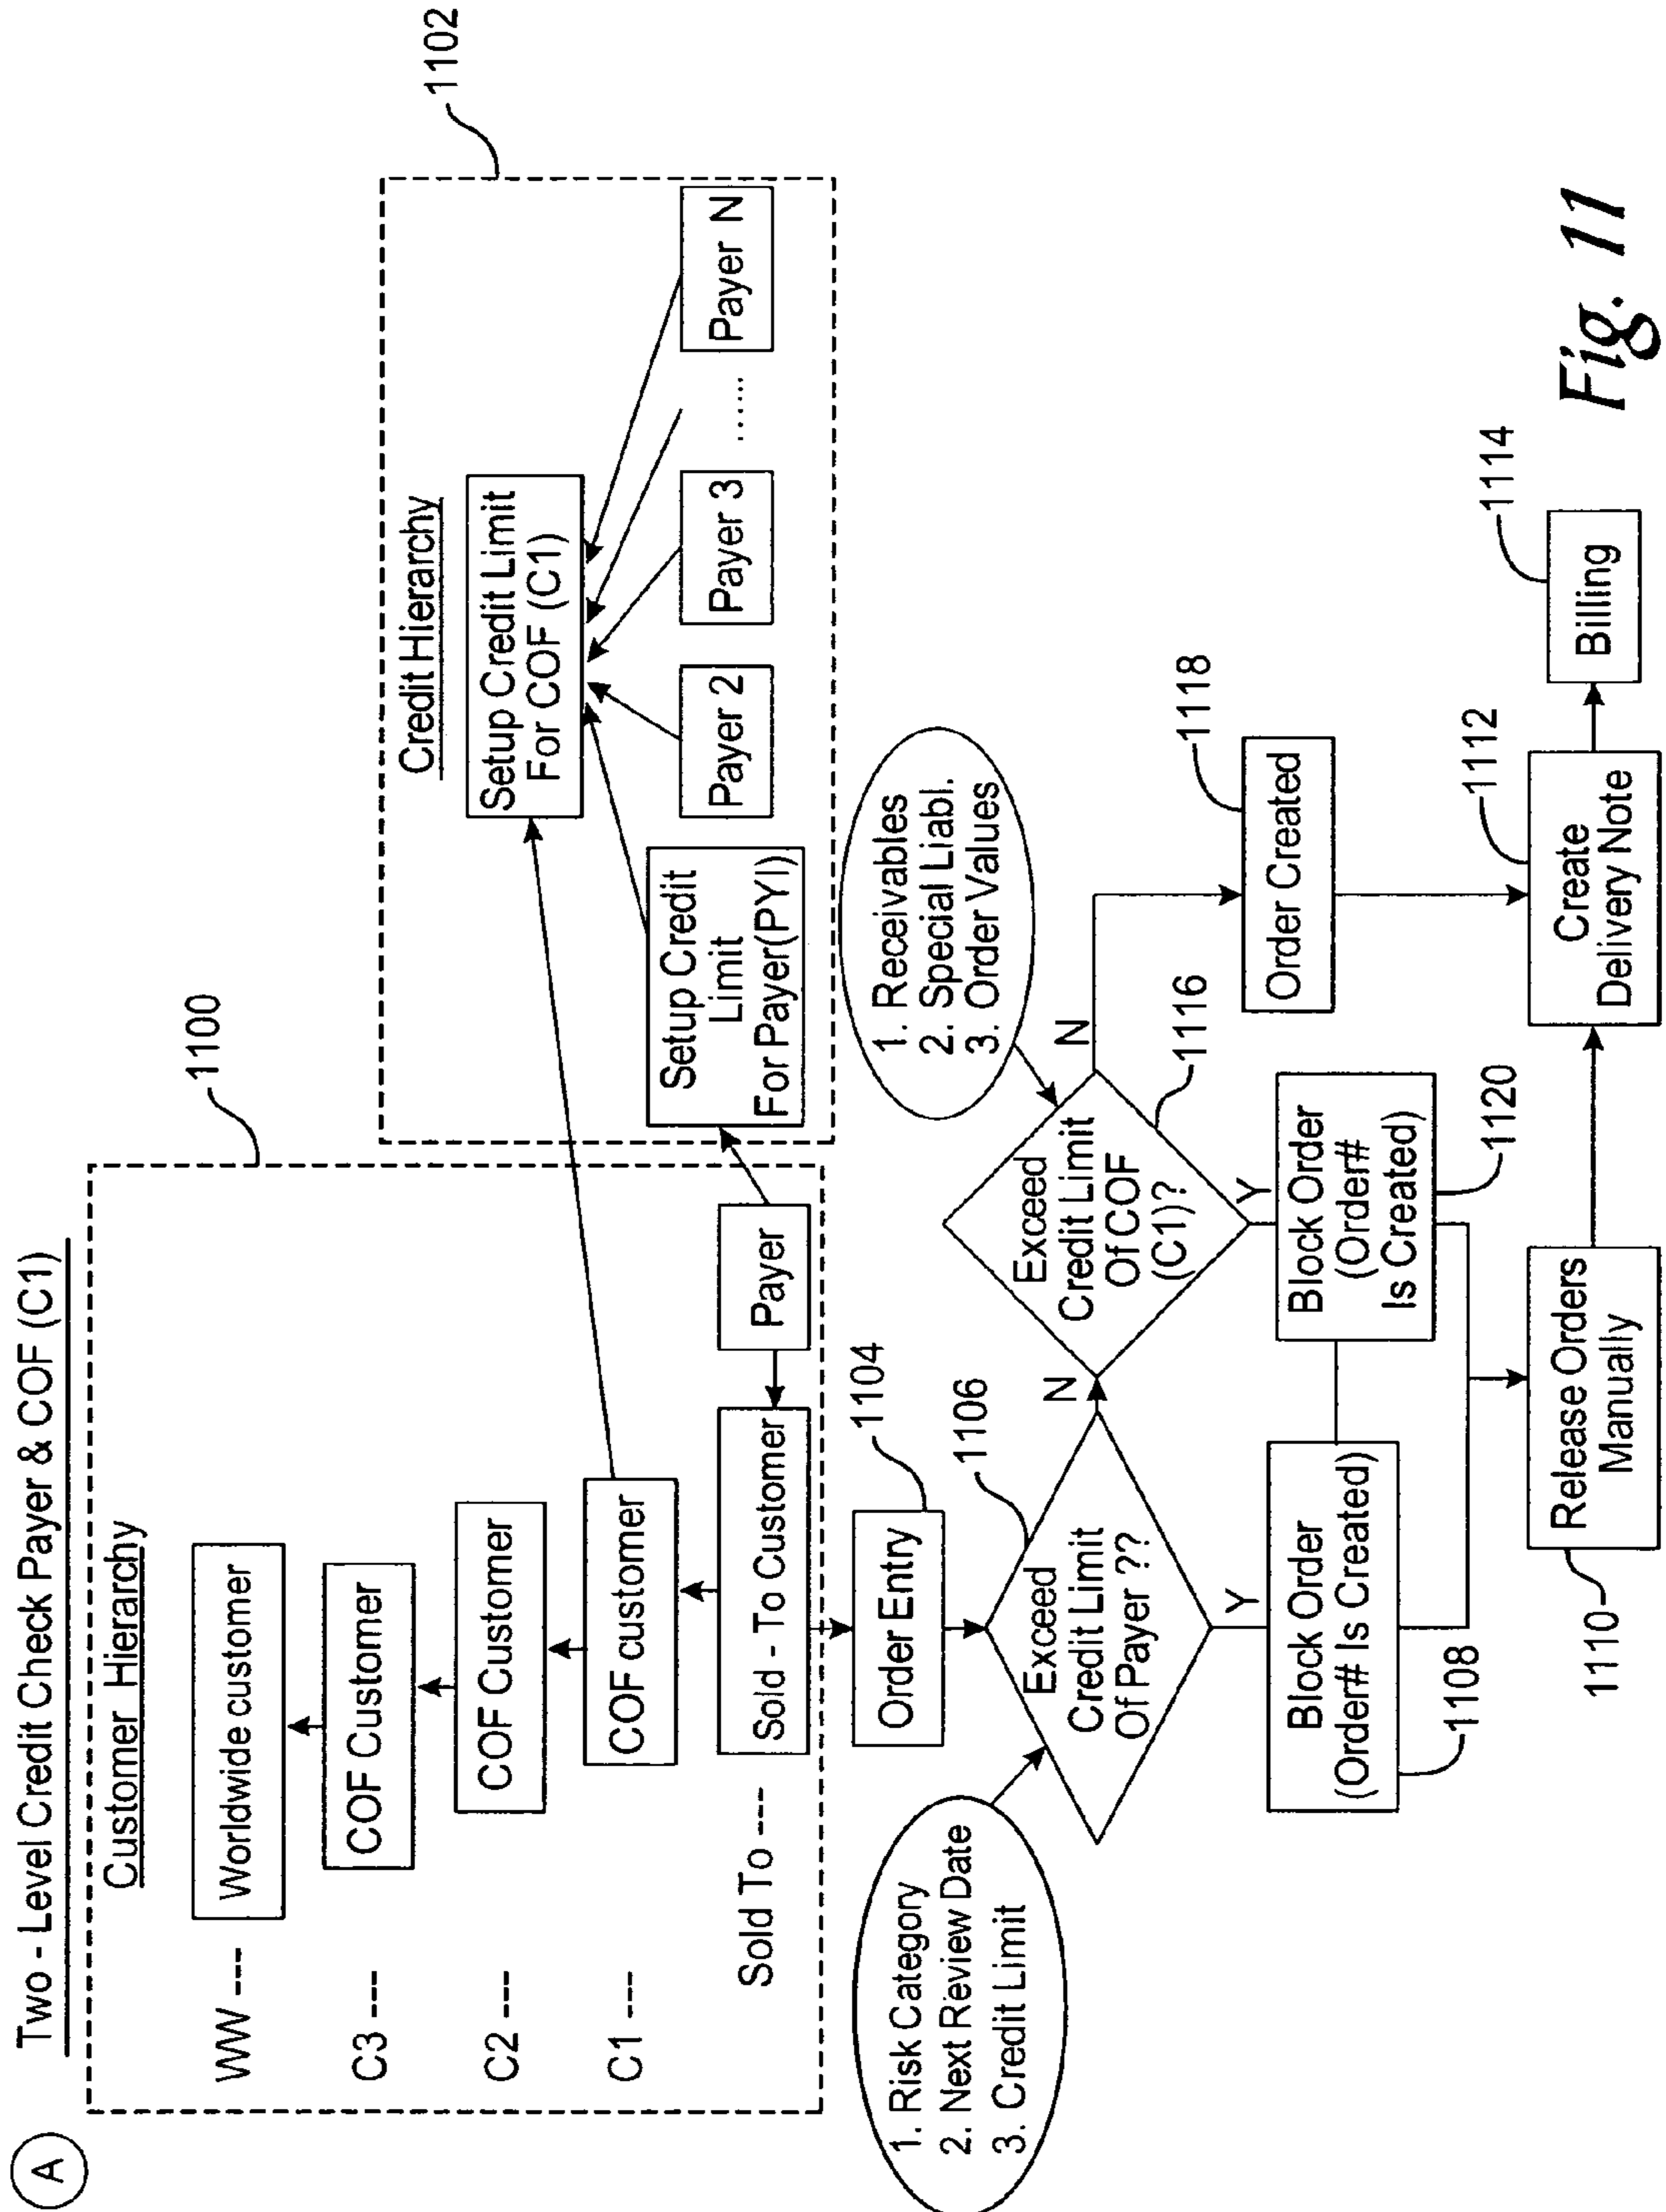 A
Two - Level Credit Check Payer & COF (C1)
1100
Customer Hierarchy
WW ---
Worldwide customer
C3 ---
COF Customer
C2 ---
COF Customer
C1 ---
COF customer
Sold To ---
Sold - To Customer
Payer
1102
Credit Hierarchy
Setup Credit Limit
For COF (C1)
Setup Credit
Limit
For Payer(PYI)
Payer 2
Payer 3
......
Payer N
1. Risk Category
2. Next Review Date
3. Credit Limit
Order Entry
1104
Exceed
Credit Limit
Of Payer ??
1106
N
Y
1. Receivables
2. Special Liabl.
3. Order Values
Exceed
Credit Limit
Of COF
(C1)?
1116
N
Y
Block Order
(Order# Is Created)
1108
Block Order
(Order#
Is Created)
1120
Order Created
1118
1110
Release Orders
Manually
Create
Delivery Note
1112
Billing
1114
Fig. 11